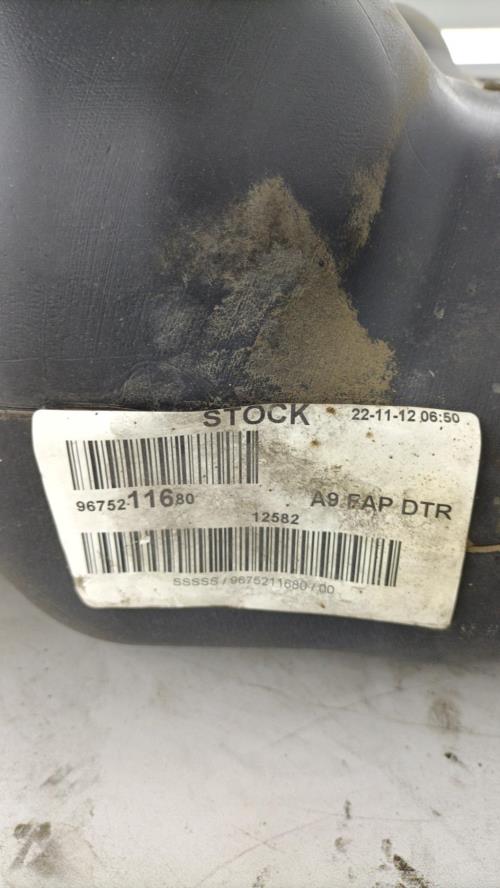 STOCK 22-11-12 06:50
9675211680 A9 FAP DTR
12582
SSSSS / 9675211680 / 00